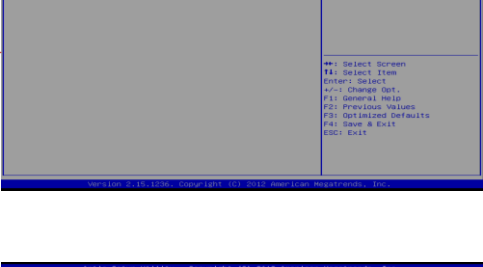 →←: Select Screen
↑↓: Select Item
Enter: Select
+/-: Change Opt.
F1: General Help
F2: Previous Values
F3: Optimized Defaults
F4: Save & Exit
ESC: Exit
Version 2.15.1236. Copyright (C) 2012 American Megatrends, Inc.